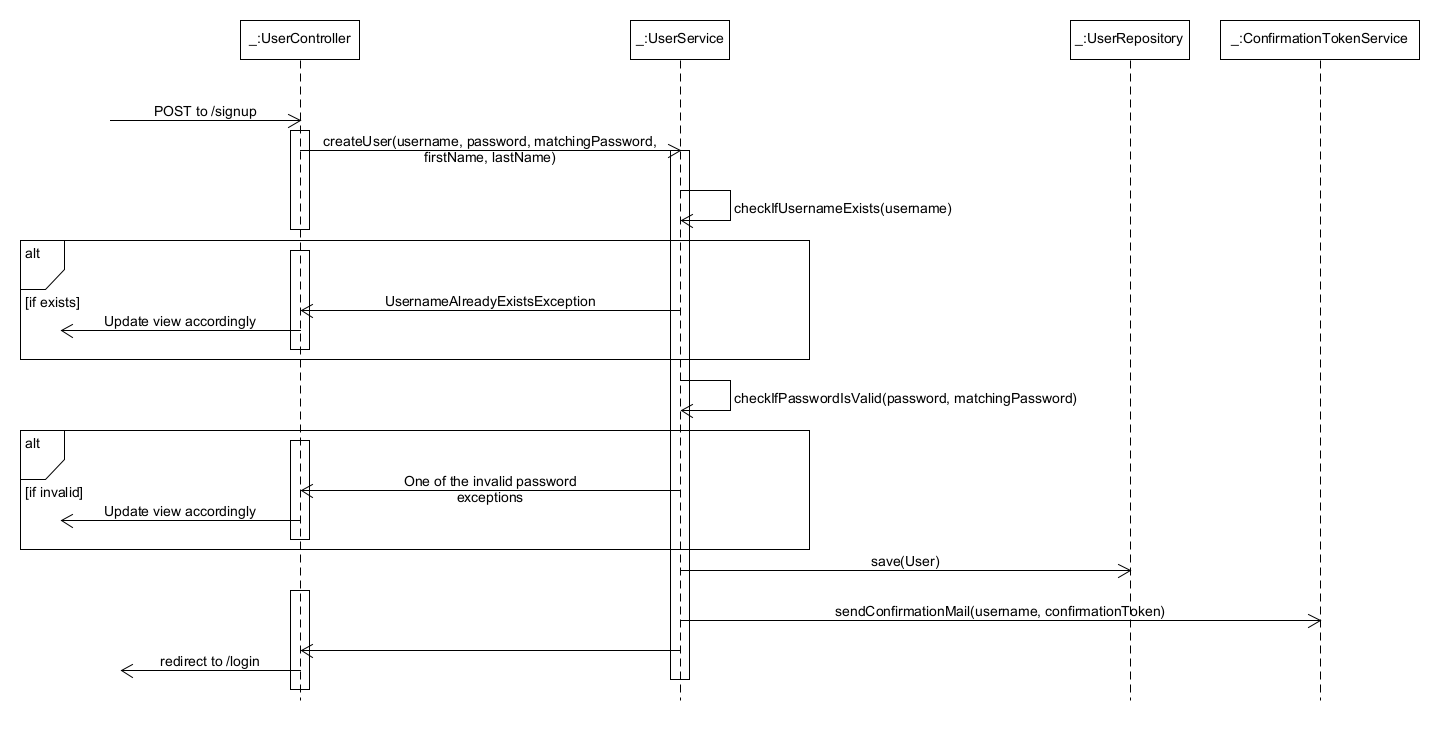 _:UserController
_:UserService
_:UserRepository
_:ConfirmationTokenService
POST to /signup
createUser(username, password, matchingPassword,
firstName, lastName)
checkIfUsernameExists(username)
alt
[if exists]
UsernameAlreadyExistsException
Update view accordingly
checkIfPasswordIsValid(password, matchingPassword)
alt
[if invalid]
One of the invalid password
exceptions
Update view accordingly
save(User)
sendConfirmationMail(username, confirmationToken)
redirect to /login